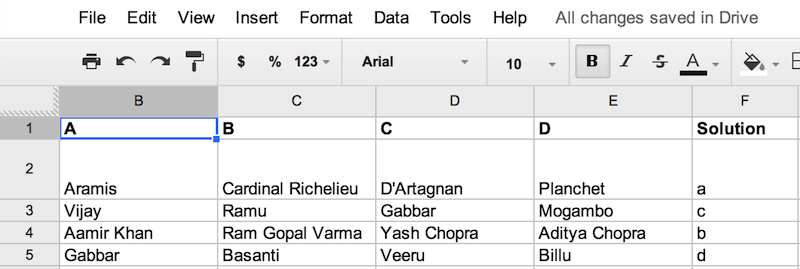 File Edit View Insert Format Data Tools Help All changes saved in Drive
$ % 123 Arial 10 B I S A
B C D E F
1 A B C D Solution
2 Aramis Cardinal Richelieu D'Artagnan Planchet a
3 Vijay Ramu Gabbar Mogambo c
4 Aamir Khan Ram Gopal Varma Yash Chopra Aditya Chopra b
5 Gabbar Basanti Veeru Billu d